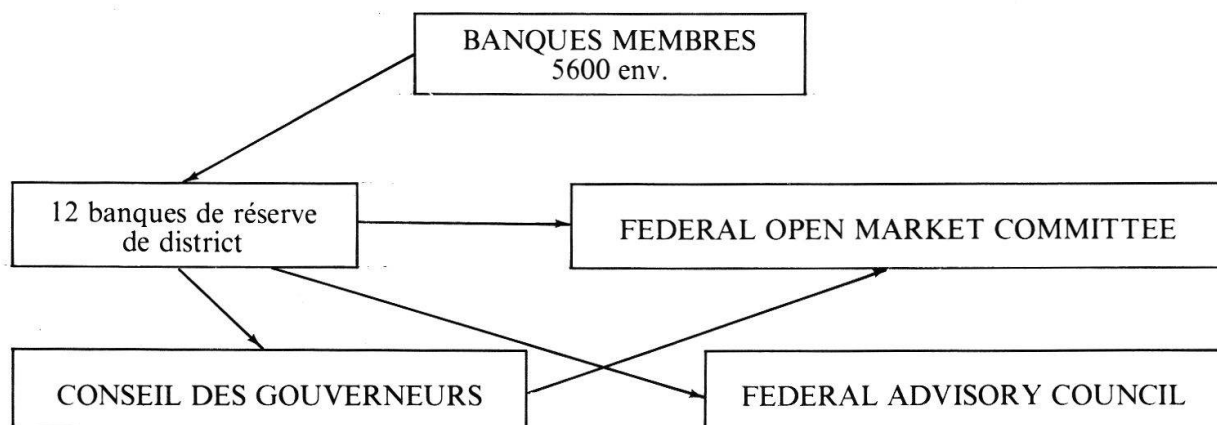 BANQUES MEMBRES
5600 env.
12 banques de réserve
de district
FEDERAL OPEN MARKET COMMITTEE
CONSEIL DES GOUVERNEURS
FEDERAL ADVISORY COUNCIL